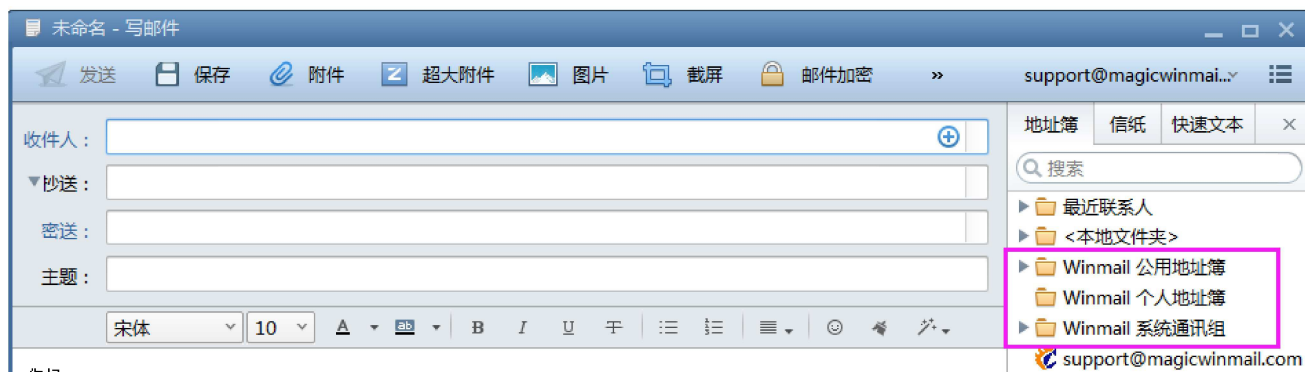 未命名 - 写邮件
发送 保存 附件 超大附件 图片 截屏 邮件加密 » support@magicwinmai...
地址簿 信纸 快速文本
收件人：
搜索
抄送：
最近联系人
密送：
<本地文件夹>
Winmail 公用地址簿
主题：
Winmail 个人地址簿
宋体 10 A ab B I U
Winmail 系统通讯组
support@magicwinmail.com